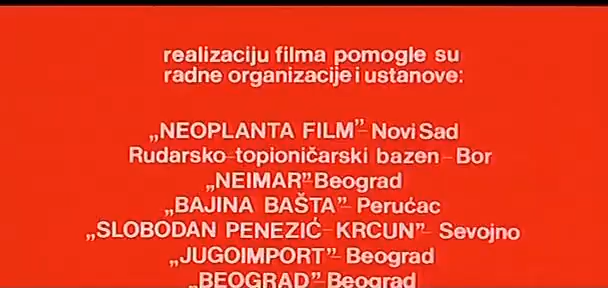 realizaciju filma pomogle su
radne organizacije i ustanove:
„NEOPLANTA FILM”-Novi Sad
Rudarsko-topioničarski bazen-Bor
„NEIMAR”-Beograd
„BAJINA BAŠTA”-Perućac
„SLOBODAN PENEZIĆ-KRCUN”-Sevojno
„JUGOIMPORT”-Beograd
„BEOGRAD”-Beograd